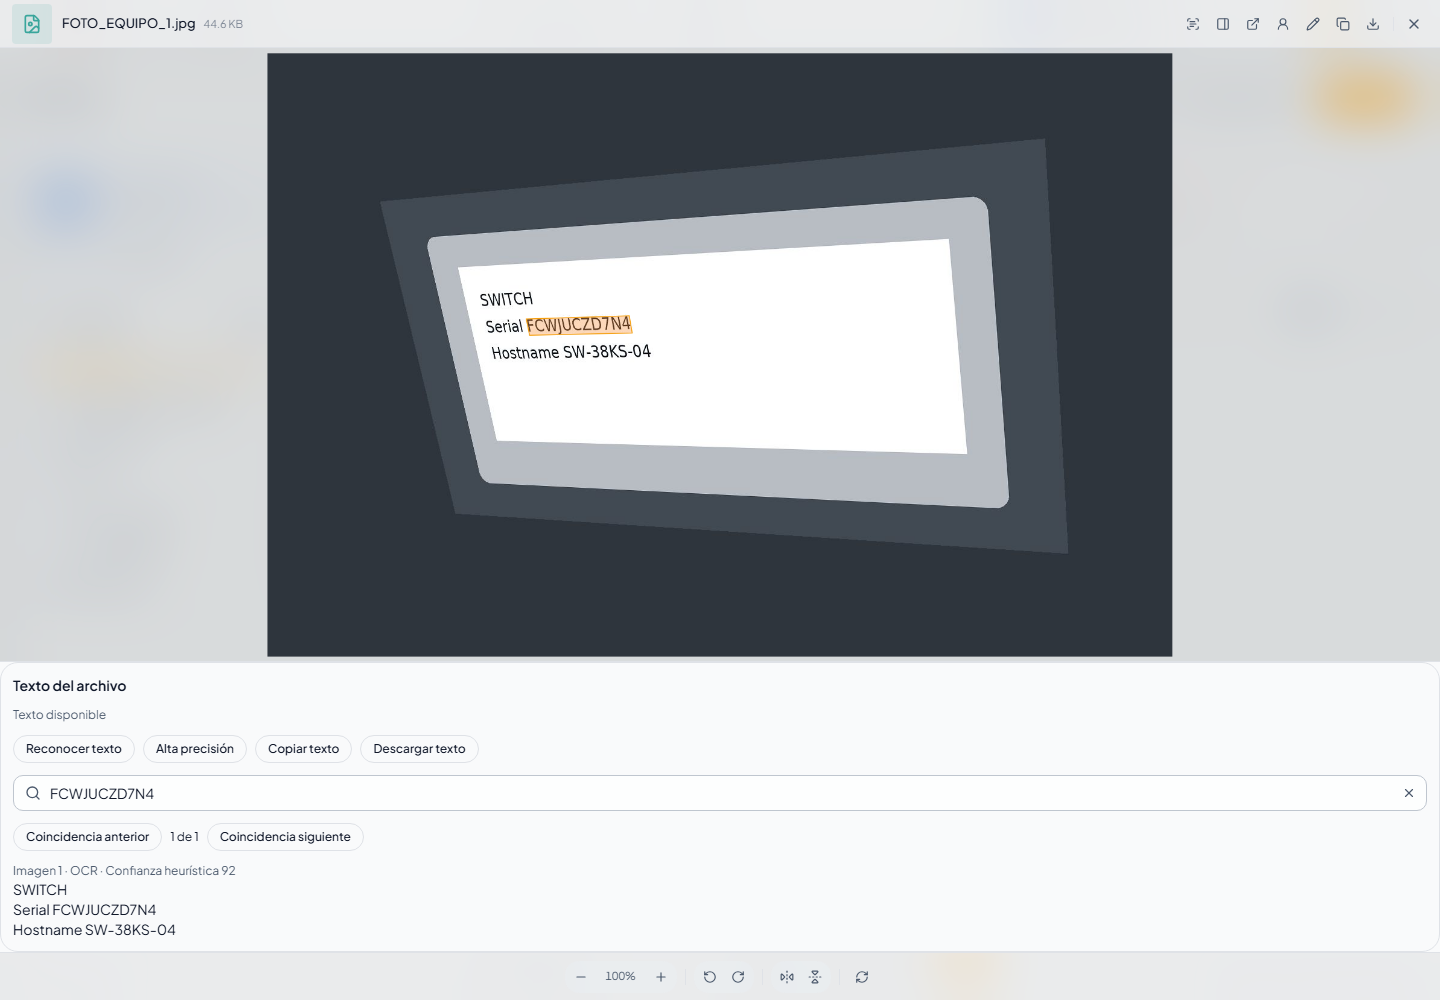 FOTO_EQUIPO_1.jpg 44.6 KB
SWITCH
Serial FCWJUCZD7N4
Hostname SW-38KS-04
Texto del archivo
Texto disponible
Reconocer texto Alta precisión Copiar texto Descargar texto
FCWJUCZD7N4
Coincidencia anterior 1 de 1 Coincidencia siguiente
Imagen 1 · OCR · Confianza heurística 92
SWITCH
Serial FCWJUCZD7N4
Hostname SW-38KS-04
100%